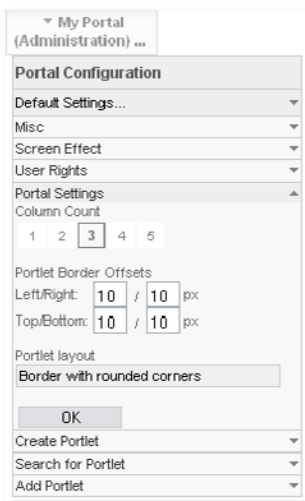 My Portal
(Administration) ...
Portal Configuration
Default Settings...
Misc
Screen Effect
User Rights
Portal Settings
Column Count
1 2 3 4 5
Portlet Border Offsets
Left/Right: 10 / 10 px
Top/Bottom: 10 / 10 px
Portlet layout
Border with rounded corners
OK
Create Portlet
Search for Portlet
Add Portlet